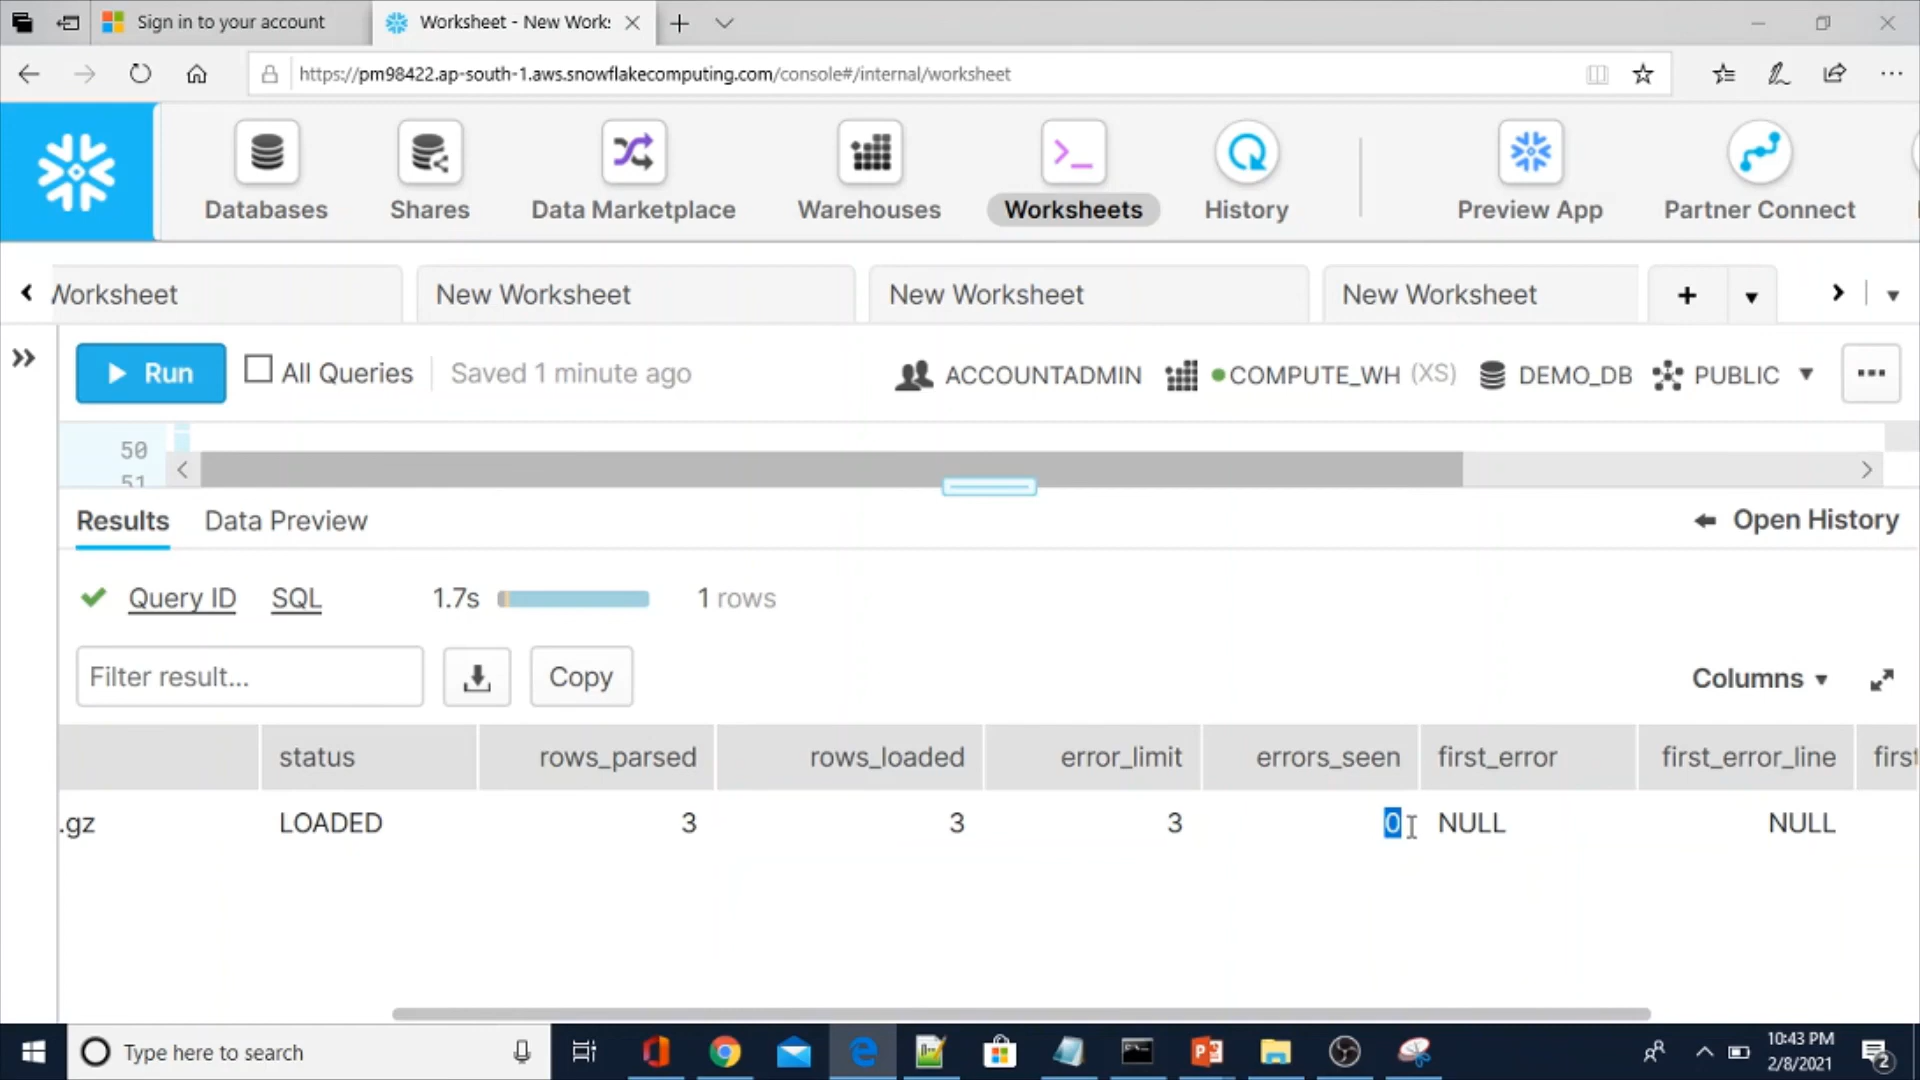 Sign in to your account
Worksheet - New Work
https://pm98422.ap-south-1.aws.snowflakecomputing.com/console#/internal/worksheet
Databases
Shares
Data Marketplace
Warehouses
Worksheets
History
Preview App
Partner Connect
Worksheet
New Worksheet
New Worksheet
New Worksheet
Run
All Queries
Saved 1 minute ago
ACCOUNTADMIN
COMPUTE_WH (XS)
DEMO_DB
PUBLIC
50
51
Results
Data Preview
Open History
Query ID
SQL
1.7s
1 rows
Filter result...
Copy
Columns
status rows_parsed rows_loaded error_limit errors_seen first_error first_error_line first
.gz LOADED 3 3 3 0 NULL NULL
Type here to search
10:43 PM
2/8/2021
2